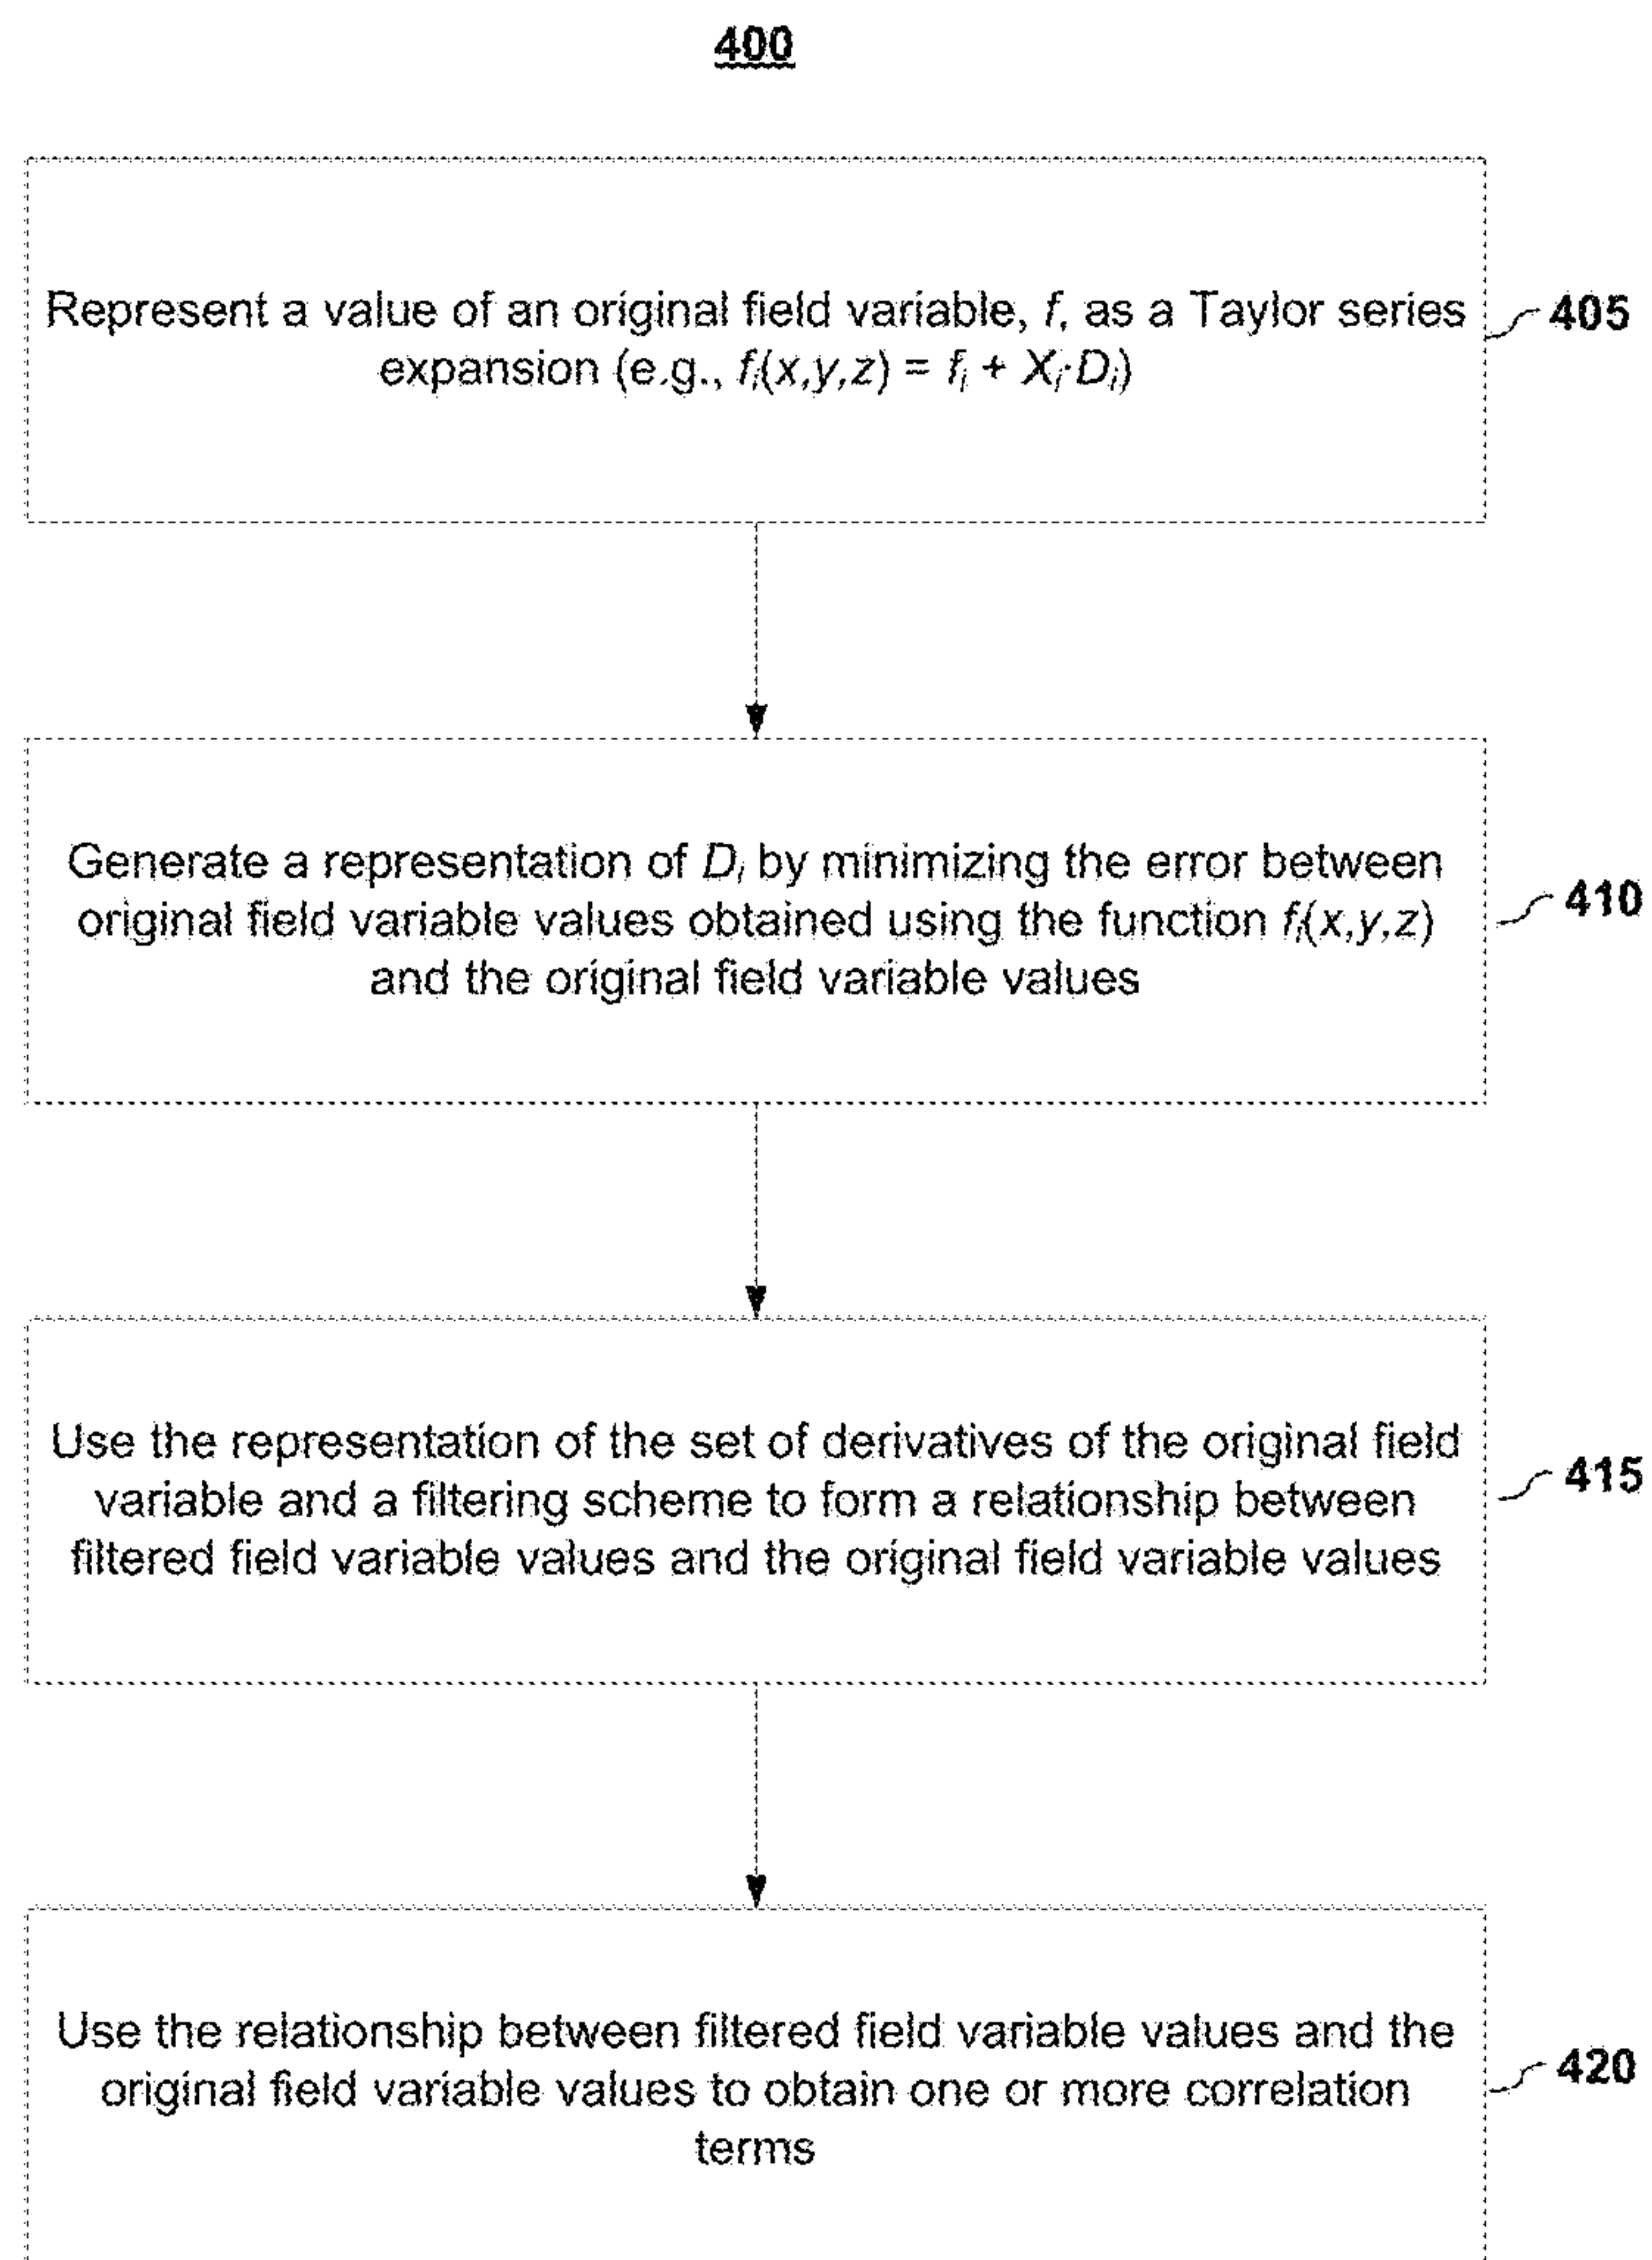 400
Represent a value of an original field variable, f, as a Taylor series
expansion (e.g., fᵢ(x,y,z) = fᵢ + Xᵢ·Dᵢ)
405
Generate a representation of Dᵢ by minimizing the error between
original field variable values obtained using the function fᵢ(x,y,z)
and the original field variable values
410
Use the representation of the set of derivatives of the original field
variable and a filtering scheme to form a relationship between
filtered field variable values and the original field variable values
415
Use the relationship between filtered field variable values and the
original field variable values to obtain one or more correlation
terms
420